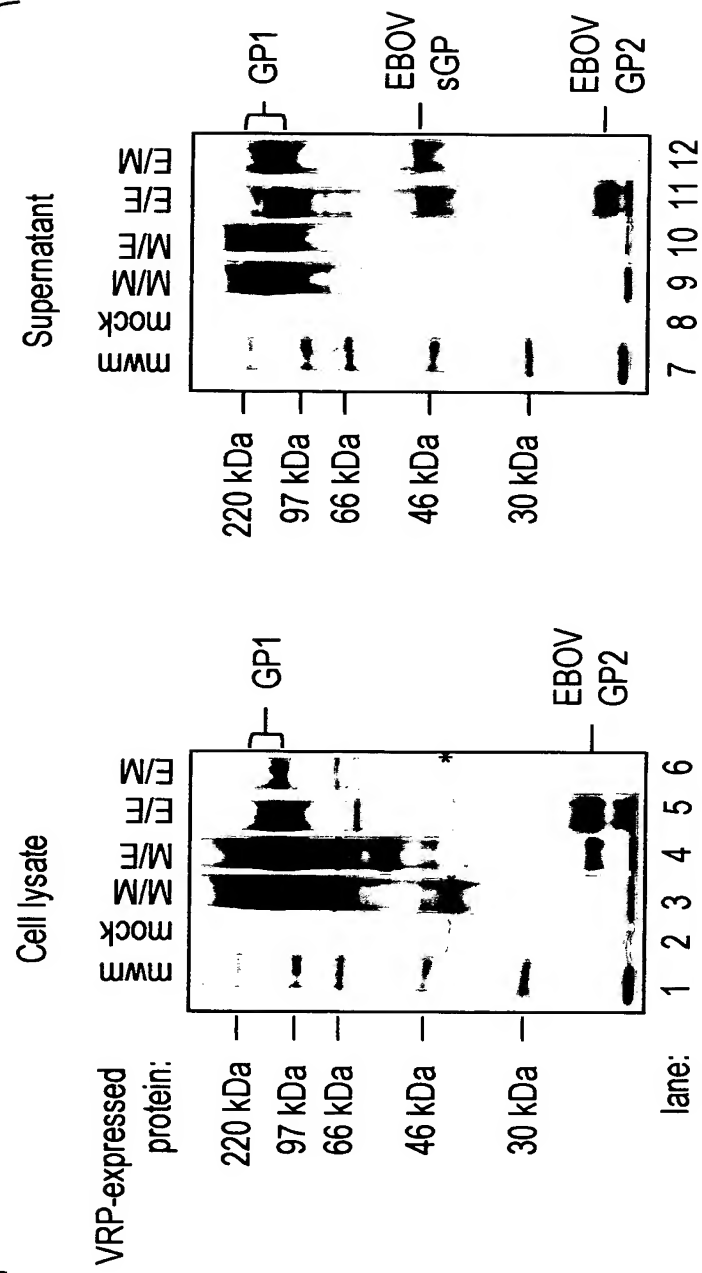 Cell lysate
VRP-expressed
protein:
mwm
mock
M/M
M/E
E/E
E/M
220 kDa
97 kDa
66 kDa
46 kDa
30 kDa
GP1
*
*
EBOV
GP2
lane:
1 2 3 4 5 6
Supernatant
mwm
mock
M/M
M/E
E/E
E/M
220 kDa
97 kDa
66 kDa
46 kDa
30 kDa
GP1
EBOV
sGP
EBOV
GP2
7 8 9 10 11 12